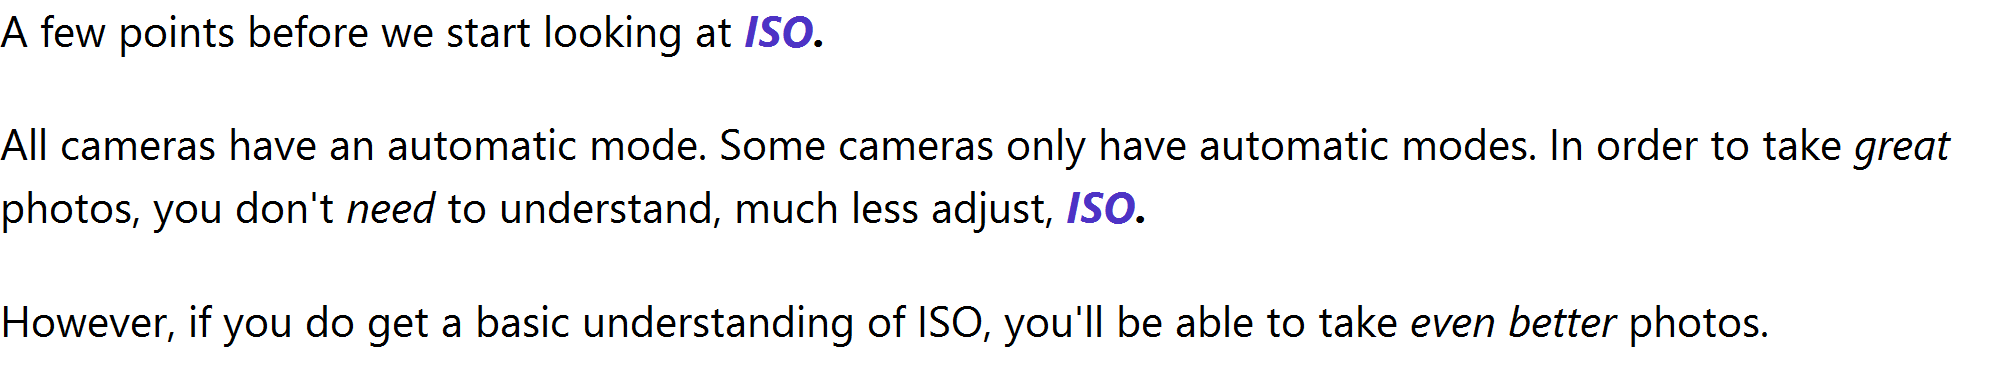 A few points before we start looking at ISO.
All cameras have an automatic mode. Some cameras only have automatic modes. In order to take great
photos, you don't need to understand, much less adjust, ISO.
However, if you do get a basic understanding of ISO, you'll be able to take even better photos.